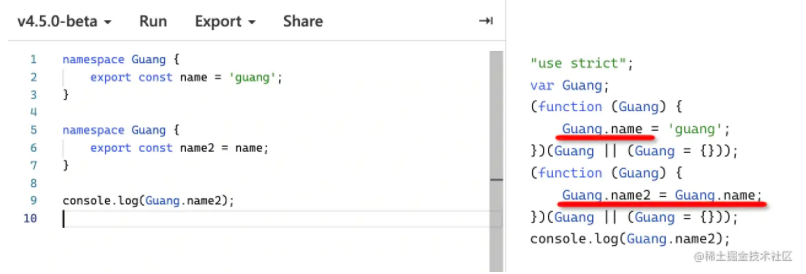 v4.5.0-beta Run Export Share
1 namespace Guang {
2 export const name = 'guang';
3 }
4
5 namespace Guang {
6 export const name2 = name;
7 }
8
9 console.log(Guang.name2);
10
"use strict";
var Guang;
(function (Guang) {
Guang.name = 'guang';
})(Guang || (Guang = {}));
(function (Guang) {
Guang.name2 = Guang.name;
})(Guang || (Guang = {}));
console.log(Guang.name2);
@稀土掘金技术社区